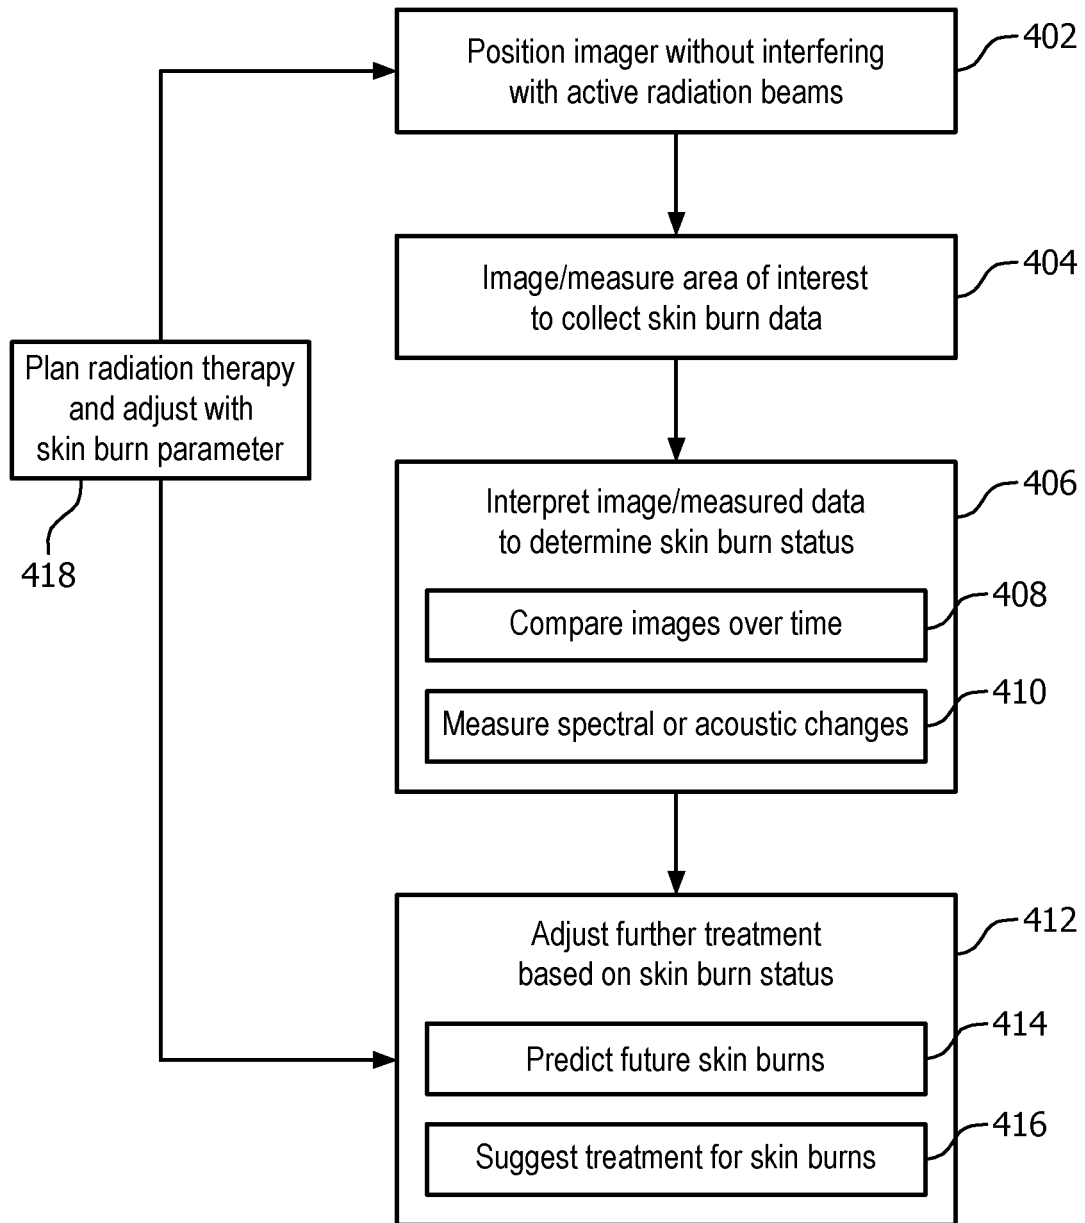 Position imager without interfering
with active radiation beams
402
Image/measure area of interest
to collect skin burn data
404
Plan radiation therapy
and adjust with
skin burn parameter
418
Interpret image/measured data
to determine skin burn status
406
Compare images over time
408
Measure spectral or acoustic changes
410
Adjust further treatment
based on skin burn status
412
Predict future skin burns
414
Suggest treatment for skin burns
416